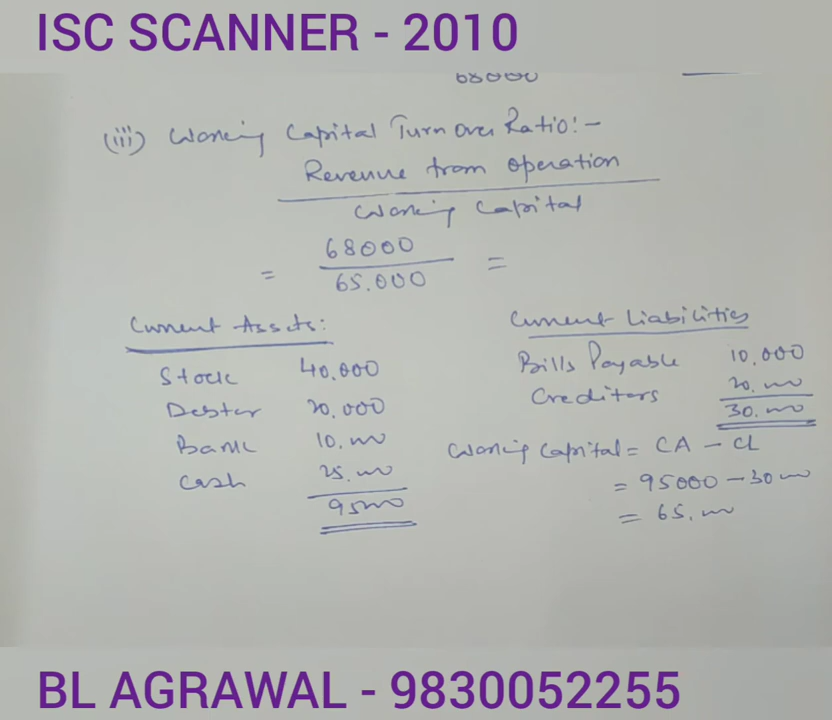 ISC SCANNER - 2010
68000
(iii) Working Capital Turn Over Ratio:-
Revenue from operation
Working Capital
= 68000 / 65.000 =
Current Assets:
Stock 40,000
Debtor 20,000
Bank 10,000
Cash 25,000
95000
Current Liabilities
Bills Payable 10,000
Creditors 20,000
30,000
Working Capital = CA - CL
= 95000 - 30000
= 65,000
BL AGRAWAL - 9830052255